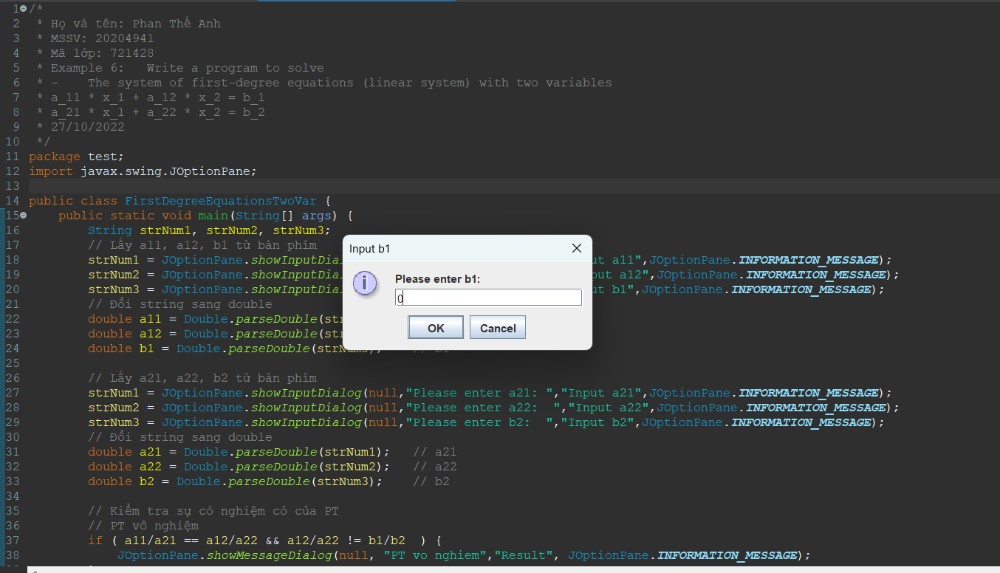 1 /*
2 * Họ và tên: Phan Thế Anh
3 * MSSV: 20204941
4 * Mã lớp: 721428
5 * Example 6:   Write a program to solve
6 * -    The system of first-degree equations (linear system) with two variables
7 * a_11 * x_1 + a_12 * x_2 = b_1
8 * a_21 * x_1 + a_22 * x_2 = b_2
9 * 27/10/2022
10 */
11 package test;
12 import javax.swing.JOptionPane;
13
14 public class FirstDegreeEquationsTwoVar {
15 public static void main(String[] args) {
16 String strNum1, strNum2, strNum3;
17 // Lấy a11, a12, b1 từ bàn phím
18 strNum1 = JOptionPane.showInputDial ut a11",JOptionPane.INFORMATION_MESSAGE);
19 strNum2 = JOptionPane.showInputDial put a12",JOptionPane.INFORMATION_MESSAGE);
20 strNum3 = JOptionPane.showInputDial ut b1",JOptionPane.INFORMATION_MESSAGE);
21 // Đổi string sang double
22 double a11 = Double.parseDouble(str
23 double a12 = Double.parseDouble(str
24 double b1 = Double.parseDouble(strNum3); // b1
25
26 // Lấy a21, a22, b2 từ bàn phím
27 strNum1 = JOptionPane.showInputDialog(null,"Please enter a21: ","Input a21",JOptionPane.INFORMATION_MESSAGE);
28 strNum2 = JOptionPane.showInputDialog(null,"Please enter a22:  ","Input a22",JOptionPane.INFORMATION_MESSAGE);
29 strNum3 = JOptionPane.showInputDialog(null,"Please enter b2:  ","Input b2",JOptionPane.INFORMATION_MESSAGE);
30 // Đổi string sang double
31 double a21 = Double.parseDouble(strNum1);   // a21
32 double a22 = Double.parseDouble(strNum2);   // a22
33 double b2 = Double.parseDouble(strNum3);    // b2
34
35 // Kiểm tra sự có nghiệm có của PT
36 // PT vô nghiệm
37 if ( a11/a21 == a12/a22 && a12/a22 != b1/b2  ) {
38 JOptionPane.showMessageDialog(null, "PT vo nghiem","Result", JOptionPane.INFORMATION_MESSAGE);
Input b1
Please enter b1:
0
OK Cancel